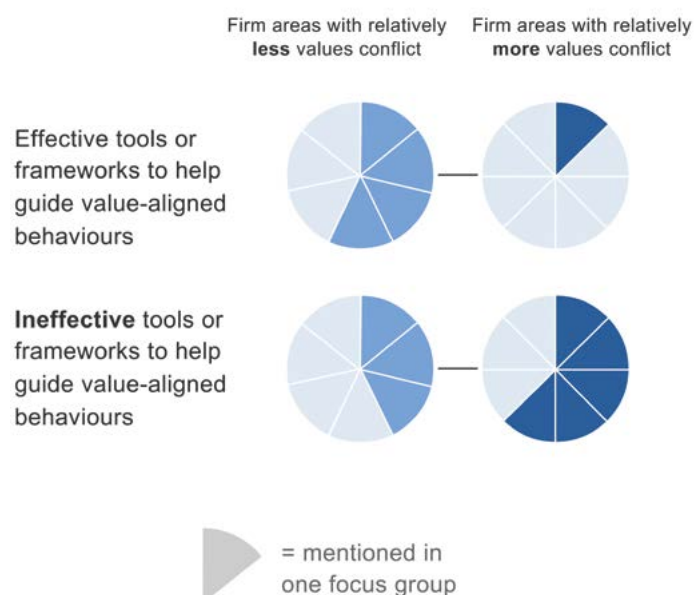 Firm areas with relatively
less values conflict
Firm areas with relatively
more values conflict
Effective tools or
frameworks to help
guide value-aligned
behaviours
Ineffective tools or
frameworks to help
guide value-aligned
behaviours
= mentioned in
one focus group